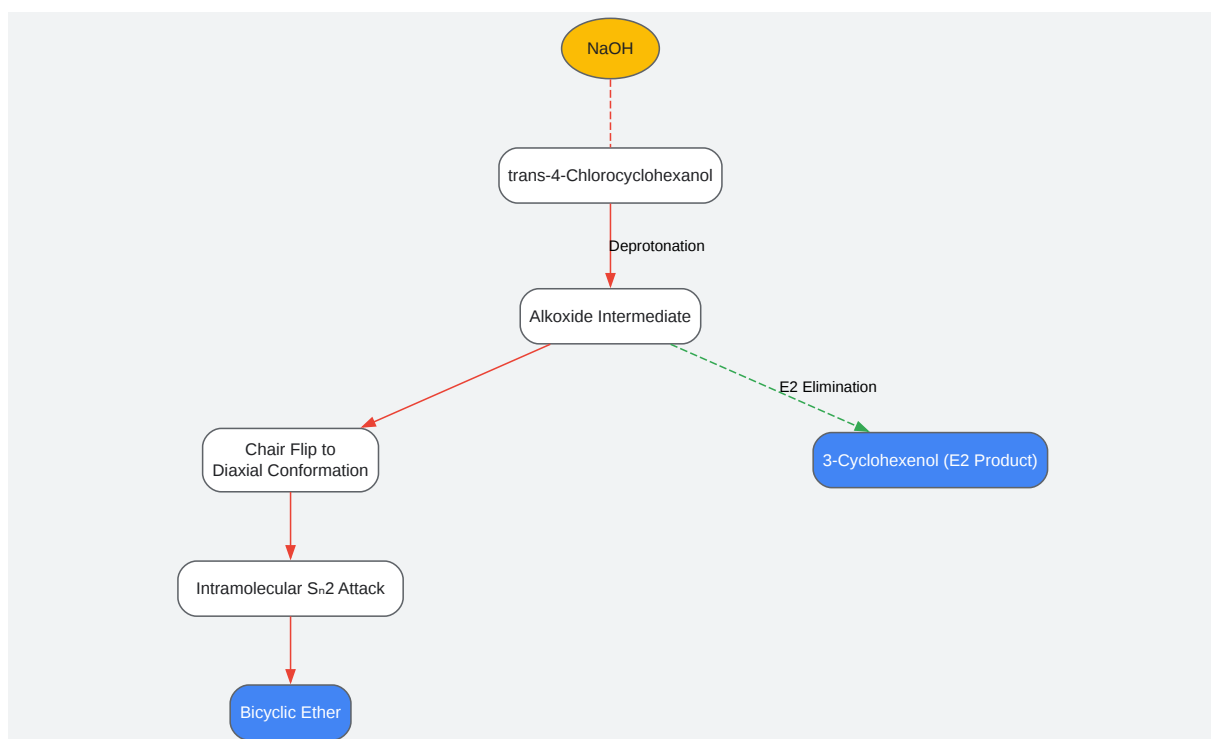 NaOH
trans-4-Chlorocyclohexanol
Deprotonation
Alkoxide Intermediate
E2 Elimination
Chair Flip to
Diaxial Conformation
3-Cyclohexenol (E2 Product)
Intramolecular Sₙ2 Attack
Bicyclic Ether